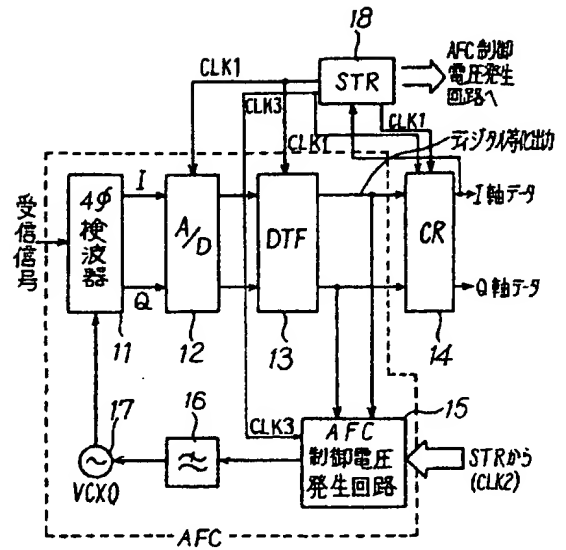 18
STR
AFC制御
電圧発生
回路へ
CLK1
CLK3
CLK1
CLK1
ディジタル等化出力
受信信号
4φ
検波器
I
Q
A/D
DTF
CR
I軸データ
Q軸データ
11
12
13
14
15
16
17
VCXO
CLK3
AFC
制御電圧
発生回路
STRから
(CLK2)
AFC